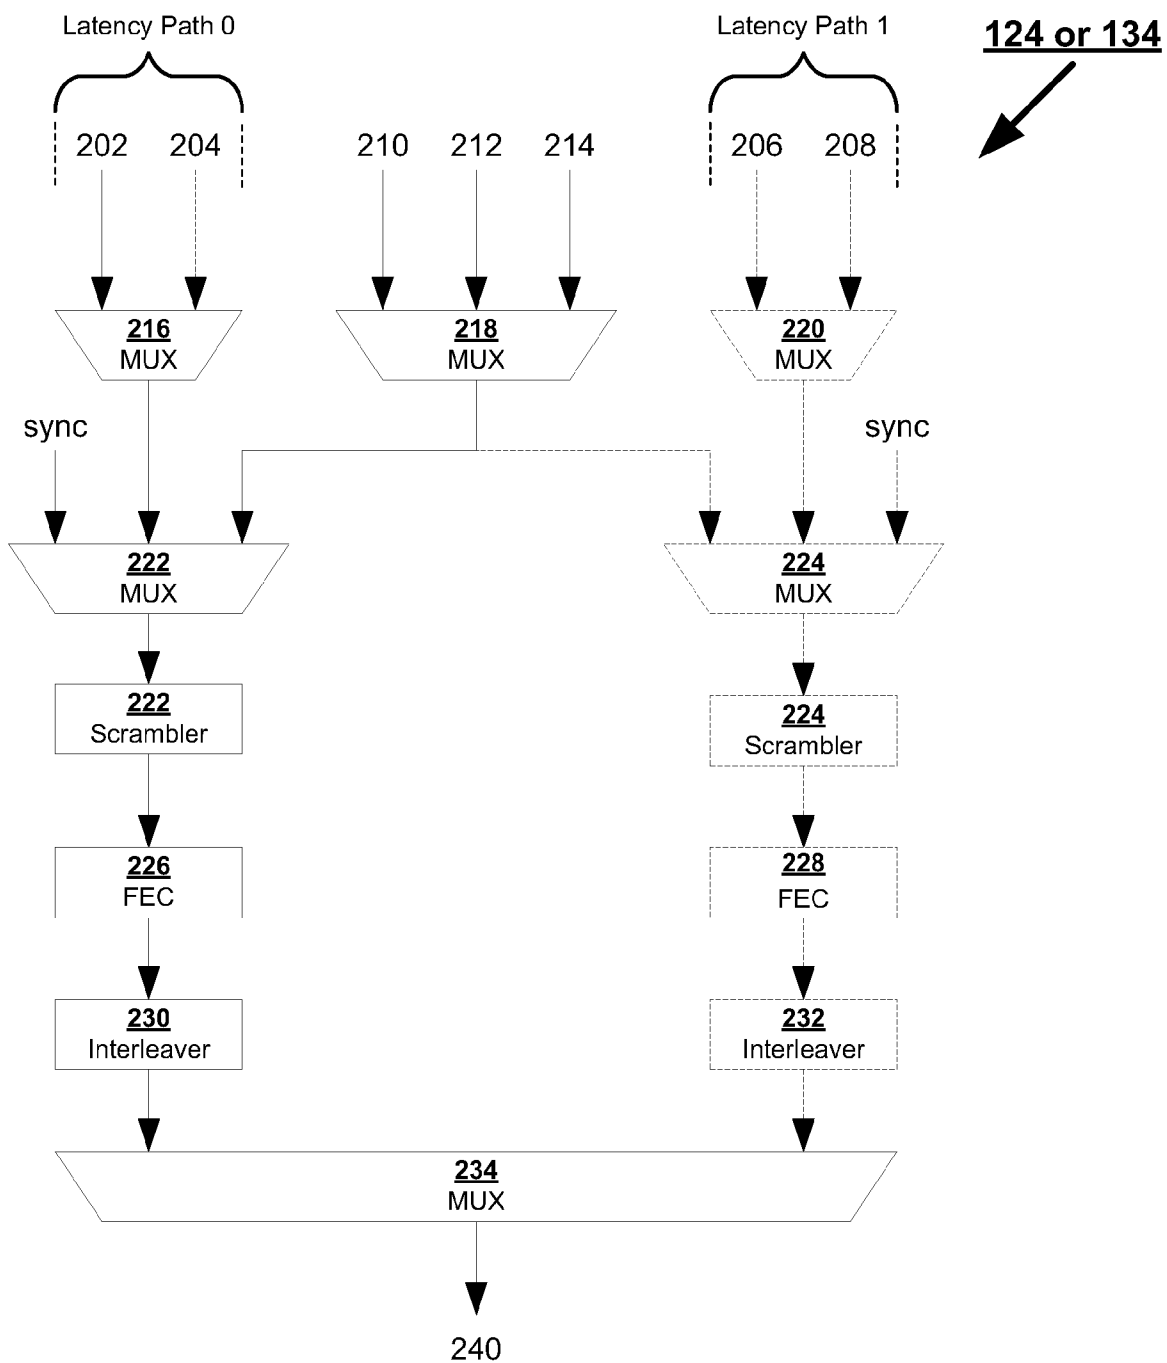 Latency Path 0
Latency Path 1
124 or 134
202
204
210
212
214
206
208
216
MUX
218
MUX
220
MUX
sync
sync
222
MUX
224
MUX
222
Scrambler
224
Scrambler
226
FEC
228
FEC
230
Interleaver
232
Interleaver
234
MUX
240